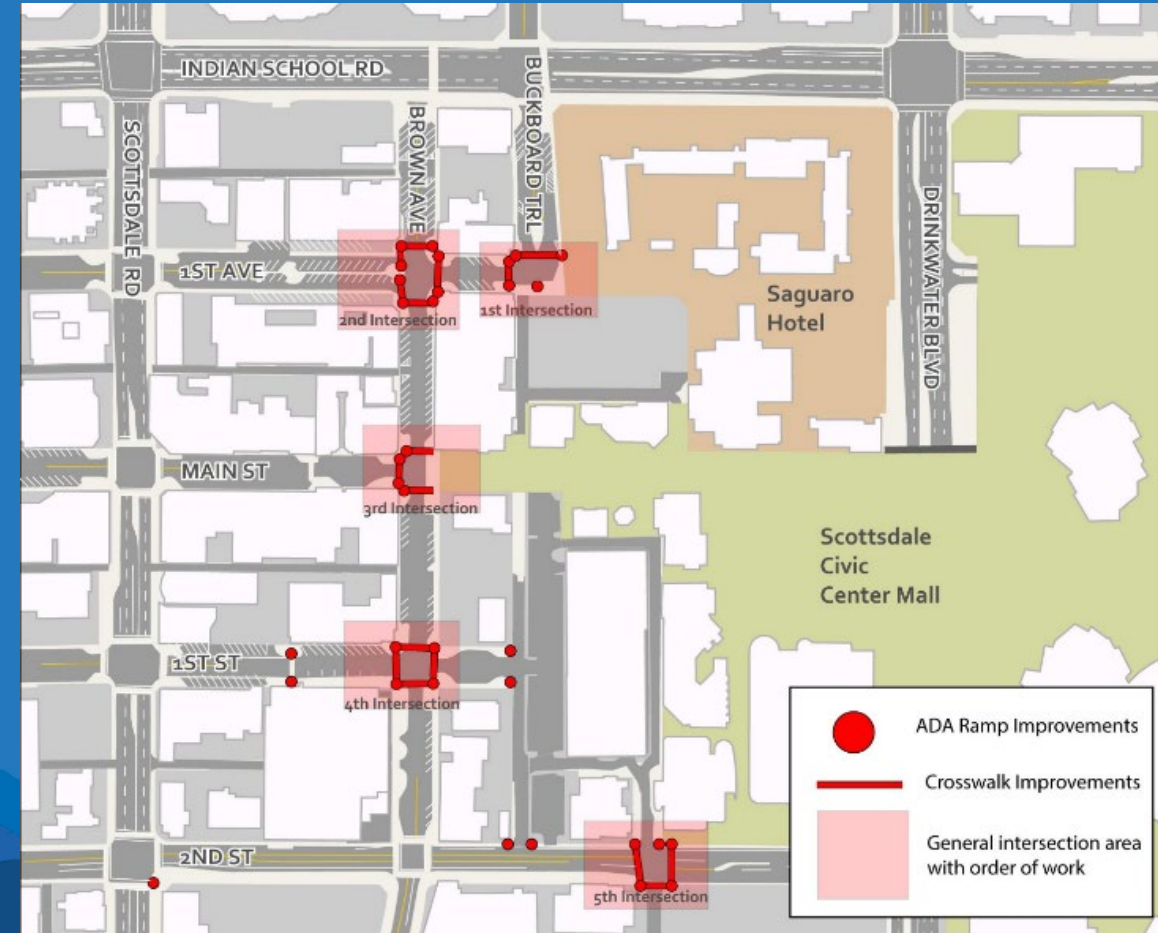 INDIAN SCHOOL RD
SCOTTSDALE RD
BROWN AVE
BUCKBOARD TRL
DRINKWATER BLVD
1ST AVE
2nd Intersection
1st Intersection
Saguaro
Hotel
MAIN ST
3rd Intersection
Scottsdale
Civic
Center Mall
1ST ST
4th Intersection
2ND ST
5th Intersection
ADA Ramp Improvements
Crosswalk Improvements
General intersection area
with order of work